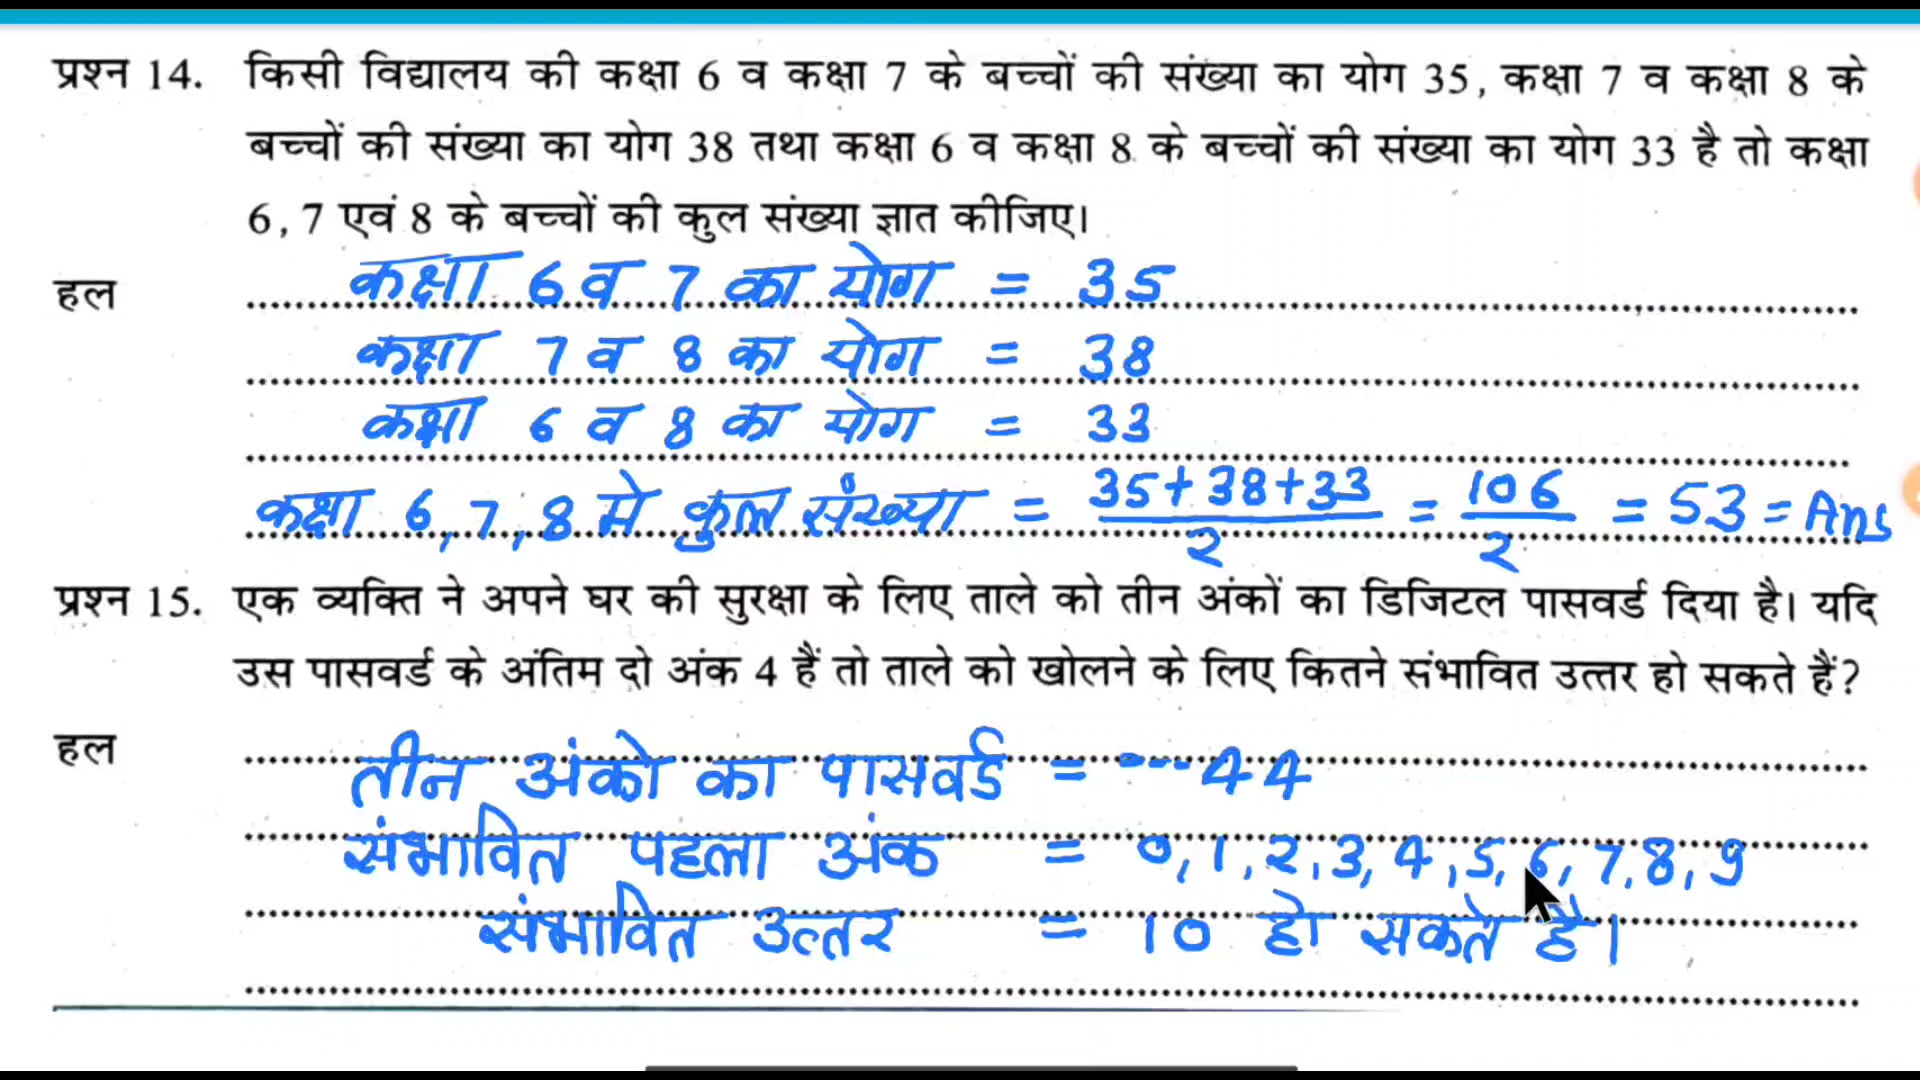 प्रश्न 14. किसी विद्यालय की कक्षा 6 व कक्षा 7 के बच्चों की संख्या का योग 35, कक्षा 7 व कक्षा 8 के
बच्चों की संख्या का योग 38 तथा कक्षा 6 व कक्षा 8 के बच्चों की संख्या का योग 33 है तो कक्षा
6, 7 एवं 8 के बच्चों की कुल संख्या ज्ञात कीजिए।
हल कक्षा 6 व 7 का योग = 35
कक्षा 7 व 8 का योग = 38
कक्षा 6 व 8 का योग = 33
कक्षा 6, 7, 8 मे कुल संख्या = 35+38+33/2 = 106/2 = 53 = Ans
प्रश्न 15. एक व्यक्ति ने अपने घर की सुरक्षा के लिए ताले को तीन अंकों का डिजिटल पासवर्ड दिया है। यदि
उस पासवर्ड के अंतिम दो अंक 4 हैं तो ताले को खोलने के लिए कितने संभावित उत्तर हो सकते हैं?
हल तीन अंको का पासवर्ड = ---44
संभावित पहला अंक = 0, 1, 2, 3, 4, 5, 6, 7, 8, 9
संभावित उत्तर = 10 हो सकते है।